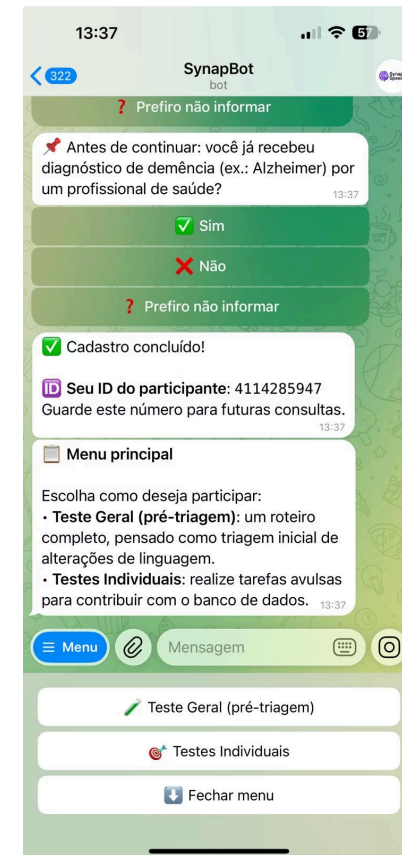 13:37
57
322
SynapBot
bot
❓ Prefiro não informar
📌 Antes de continuar: você já recebeu
diagnóstico de demência (ex.: Alzheimer) por
um profissional de saúde?
13:37
✅ Sim
❌ Não
❓ Prefiro não informar
✅ Cadastro concluído!
🆔 Seu ID do participante: 4114285947
Guarde este número para futuras consultas.
13:37
📋 Menu principal
Escolha como deseja participar:
• Teste Geral (pré-triagem): um roteiro
completo, pensado como triagem inicial de
alterações de linguagem.
• Testes Individuais: realize tarefas avulsas
para contribuir com o banco de dados.
13:37
Menu
Mensagem
🧪 Teste Geral (pré-triagem)
🎯 Testes Individuais
⬇️ Fechar menu